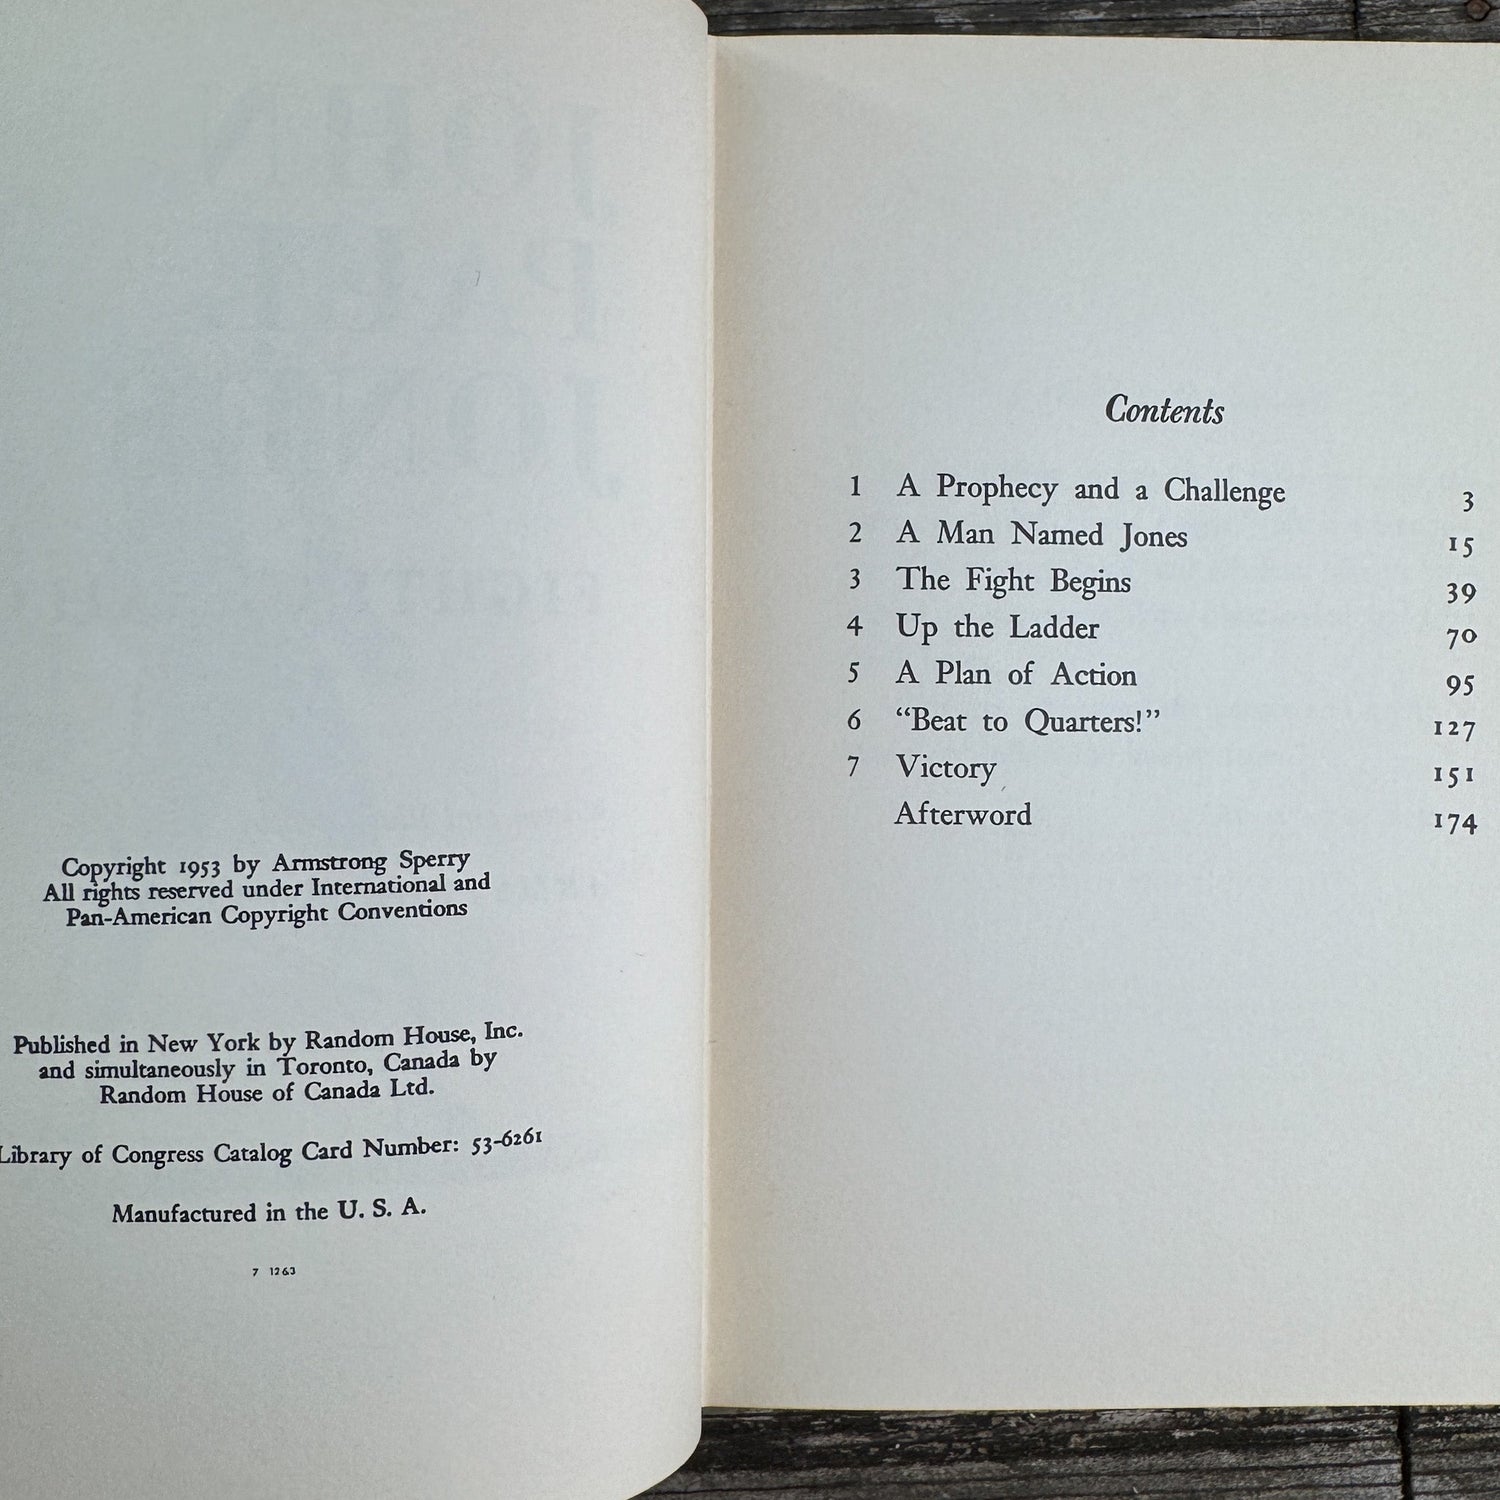 Copyright 1953 by Armstrong Sperry
All rights reserved under International and
Pan-American Copyright Conventions
Published in New York by Random House, Inc.
and simultaneously in Toronto, Canada by
Random House of Canada Ltd.
Library of Congress Catalog Card Number: 53-6261
Manufactured in the U. S. A.
7 1263
Contents
1 A Prophecy and a Challenge 3
2 A Man Named Jones 15
3 The Fight Begins 39
4 Up the Ladder 70
5 A Plan of Action 95
6 “Beat to Quarters!” 127
7 Victory 151
Afterword 174